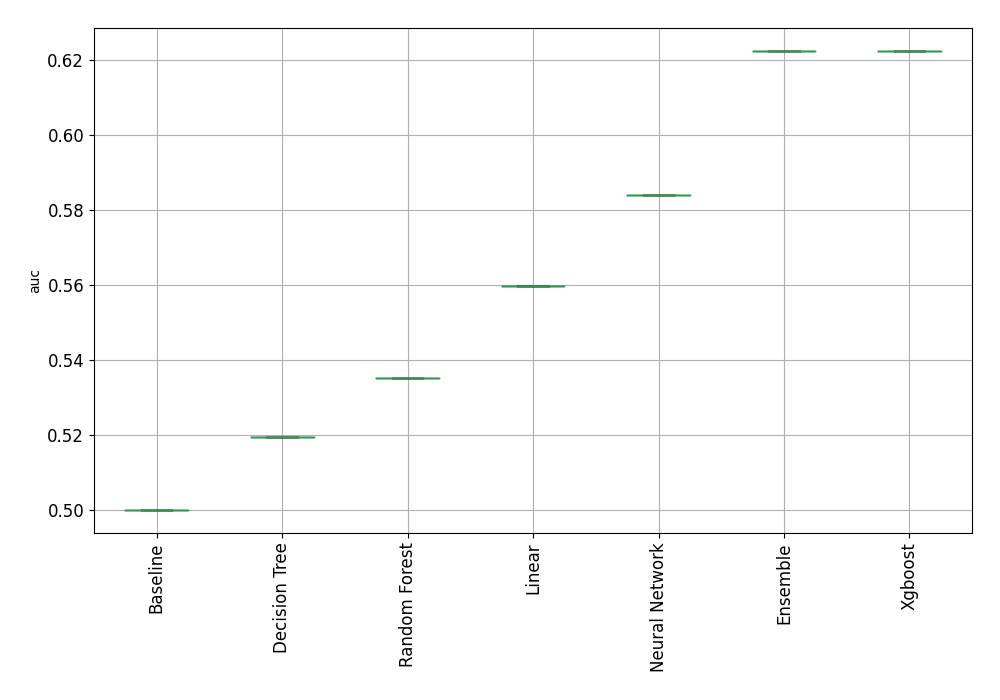 0.62
0.60
0.58
0.56
0.54
0.52
0.50
auc
Baseline
Decision Tree
Random Forest
Linear
Neural Network
Ensemble
Xgboost